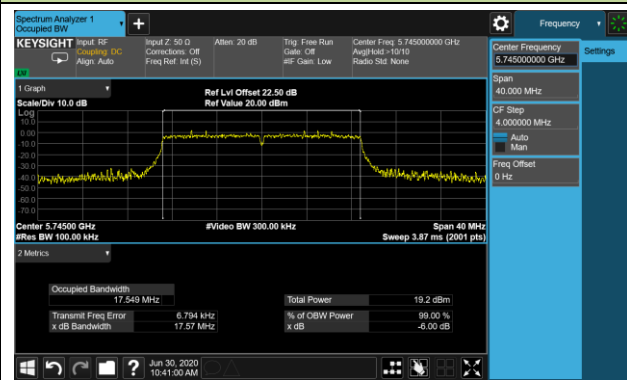 Spectrum Analyzer 1
Occupied BW
Frequency
KEYSIGHT
Input: RF
Coupling: DC
Align: Auto
Input Z: 50 Ω
Corrections: Off
Freq Ref: Int (S)
Atten: 20 dB
Trig: Free Run
Gate: Off
#IF Gain: Low
Center Freq: 5.745000000 GHz
Avg|Hold:>10/10
Radio Std: None
Center Frequency
5.745000000 GHz
Settings
Span
40.000 MHz
CF Step
4.000000 MHz
Auto
Man
Freq Offset
0 Hz
1 Graph
Scale/Div 10.0 dB
Ref Lvl Offset 22.50 dB
Ref Value 20.00 dBm
Log
10.0
0.00
-10.0
-20.0
-30.0
-40.0
-50.0
-60.0
-70.0
Center 5.74500 GHz
#Res BW 100.00 kHz
#Video BW 300.00 kHz
Span 40 MHz
Sweep 3.87 ms (2001 pts)
2 Metrics
Occupied Bandwidth
17.549 MHz
Total Power 19.2 dBm
Transmit Freq Error 6.794 kHz
% of OBW Power 99.00 %
x dB Bandwidth 17.57 MHz
x dB -6.00 dB
?
Jun 30, 2020
10:41:00 AM